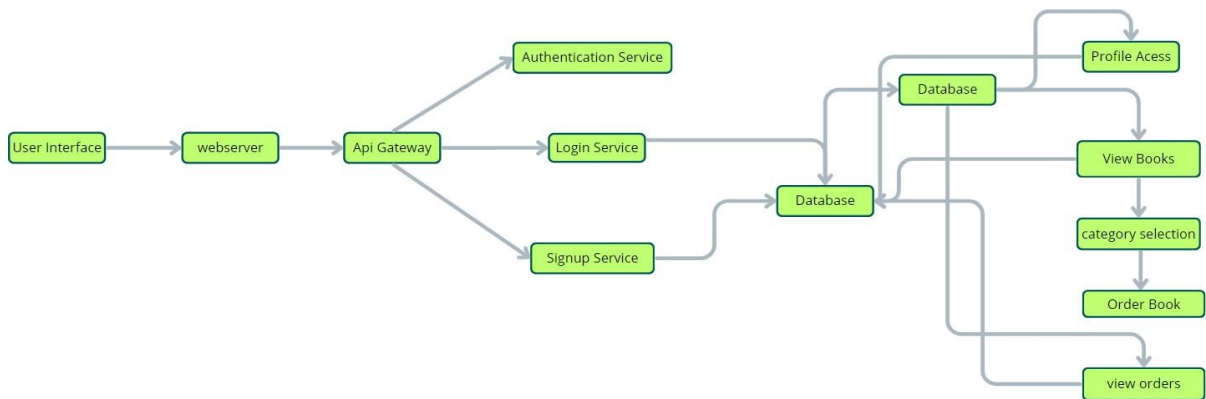 User Interface
webserver
Api Gateway
Authentication Service
Login Service
Signup Service
Database
Database
Profile Acess
View Books
category selection
Order Book
view orders